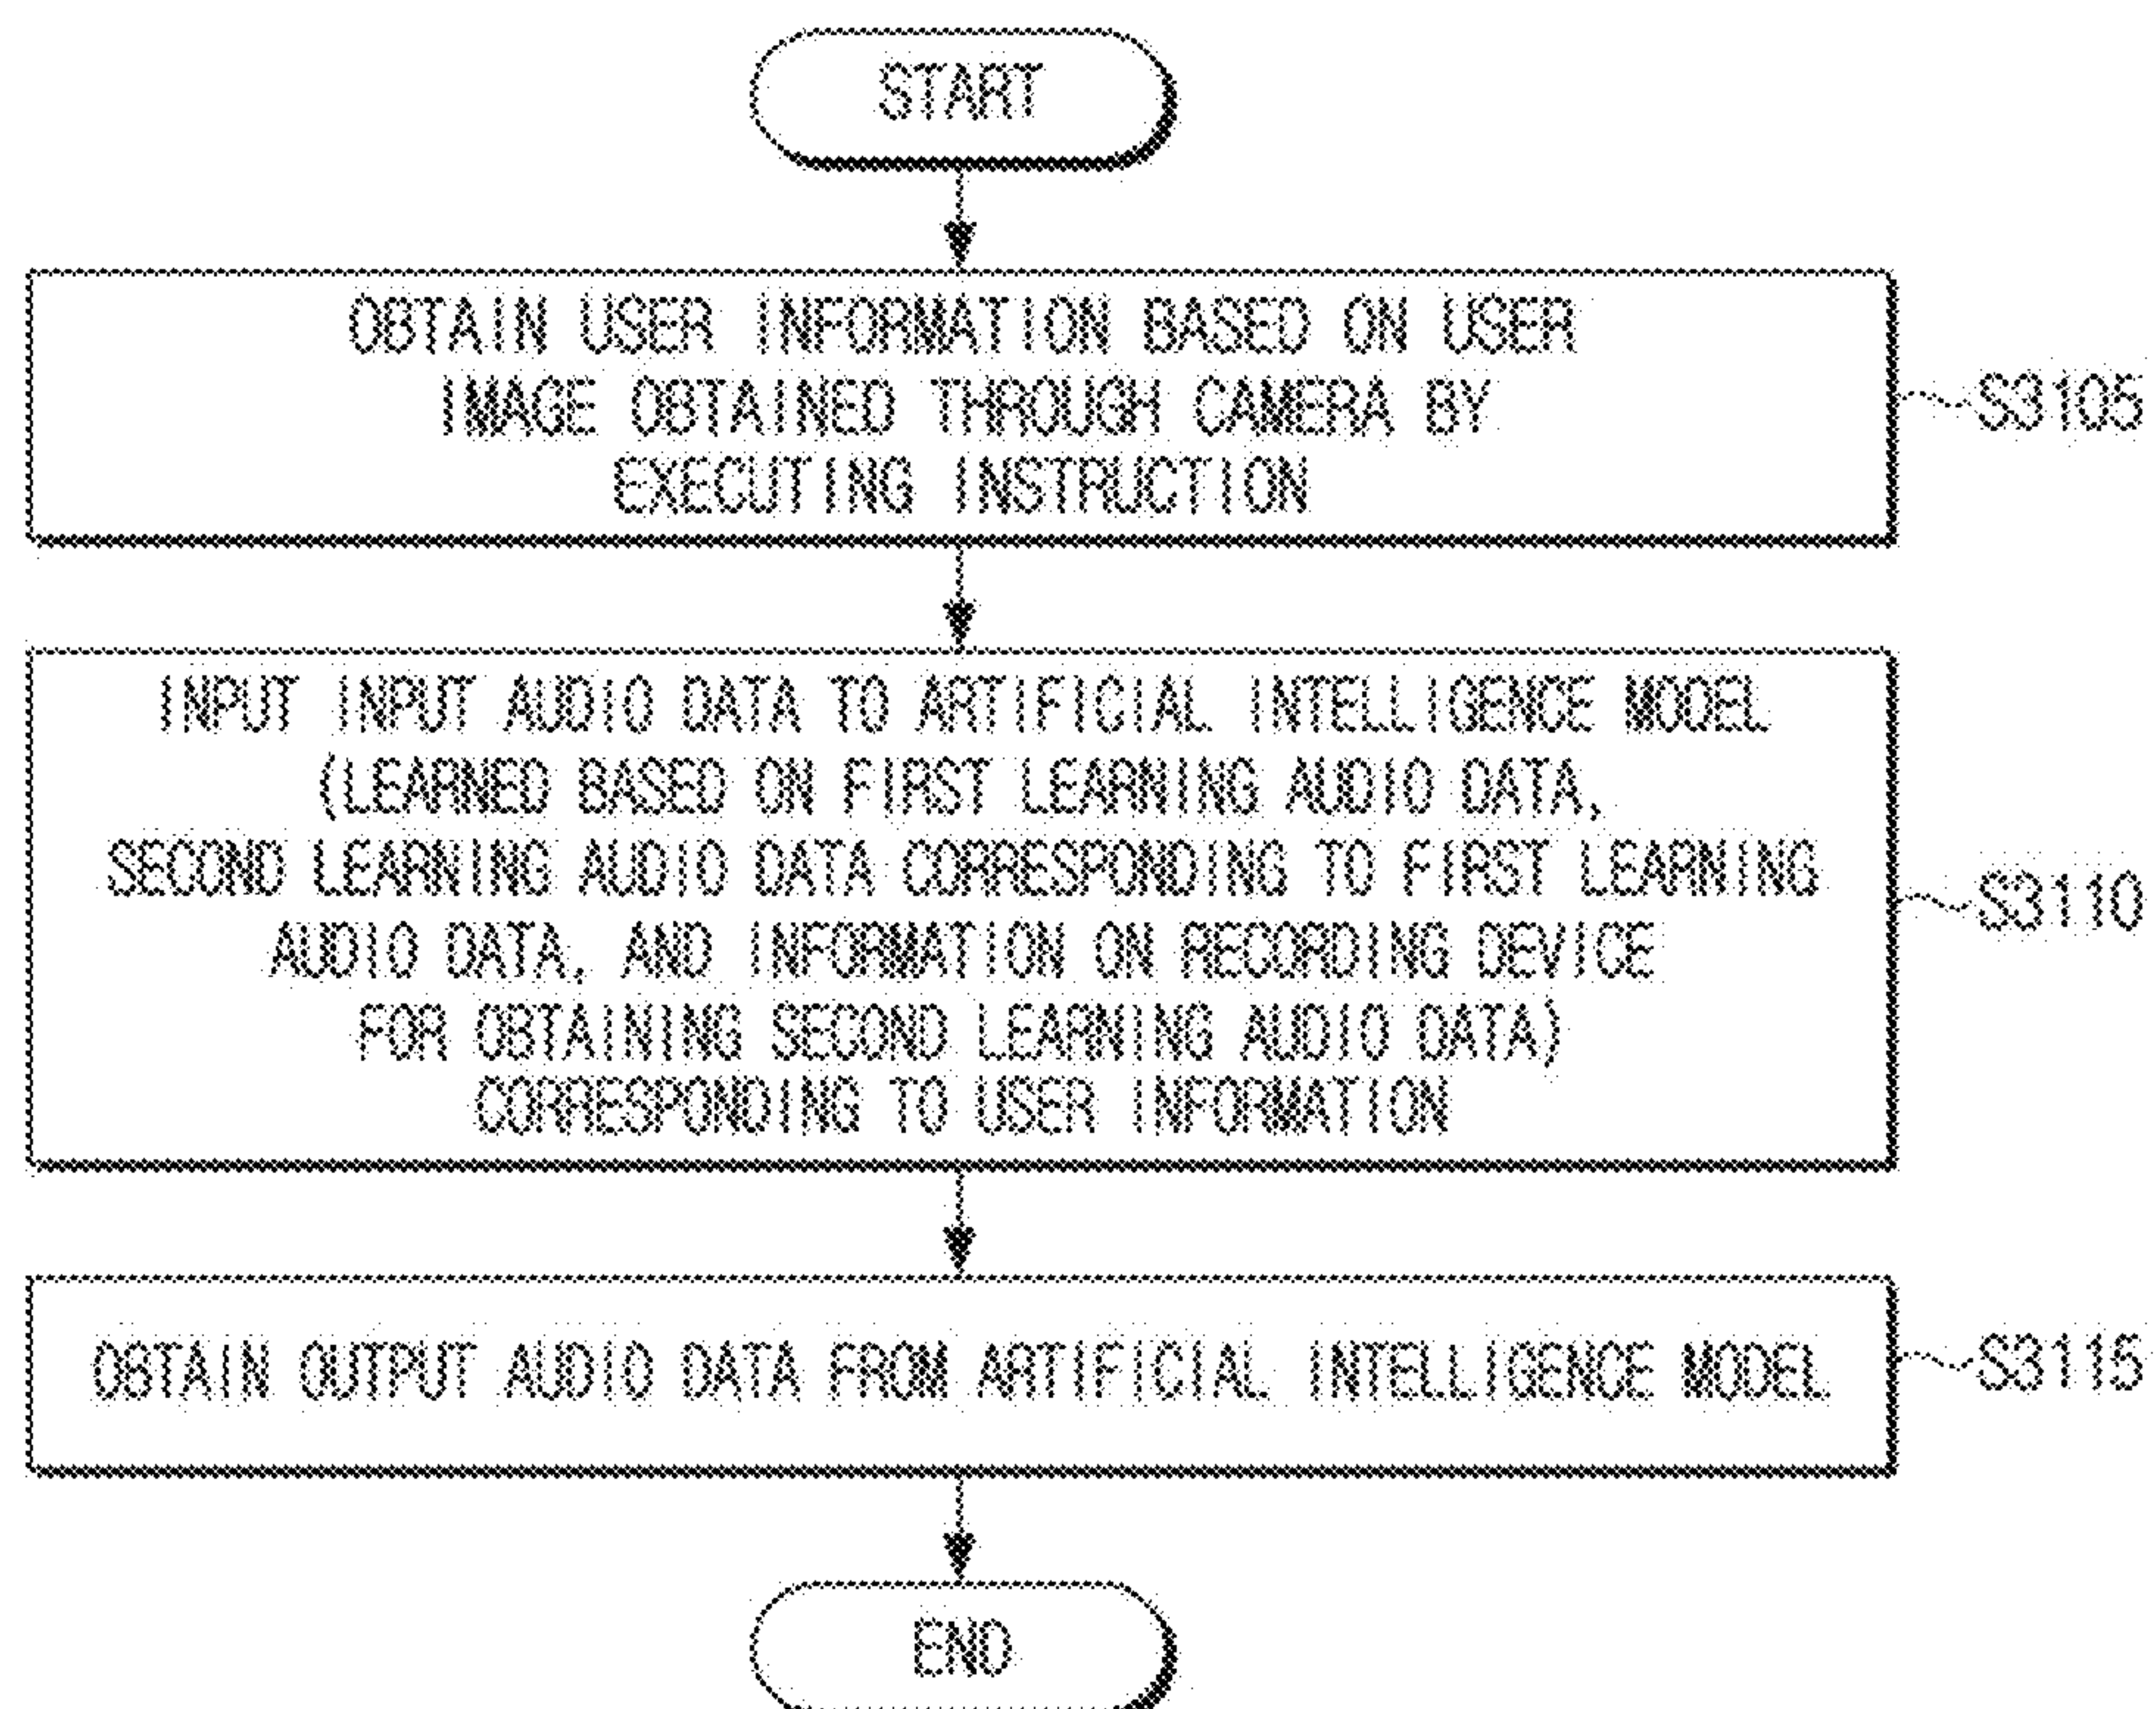 START
OBTAIN USER INFORMATION BASED ON USER
IMAGE OBTAINED THROUGH CAMERA BY
EXECUTING INSTRUCTION
S3105
INPUT INPUT AUDIO DATA TO ARTIFICIAL INTELLIGENCE MODEL
(LEARNED BASED ON FIRST LEARNING AUDIO DATA,
SECOND LEARNING AUDIO DATA CORRESPONDING TO FIRST LEARNING
AUDIO DATA, AND INFORMATION ON RECORDING DEVICE
FOR OBTAINING SECOND LEARNING AUDIO DATA)
CORRESPONDING TO USER INFORMATION
S3110
OBTAIN OUTPUT AUDIO DATA FROM ARTIFICIAL INTELLIGENCE MODEL
S3115
END